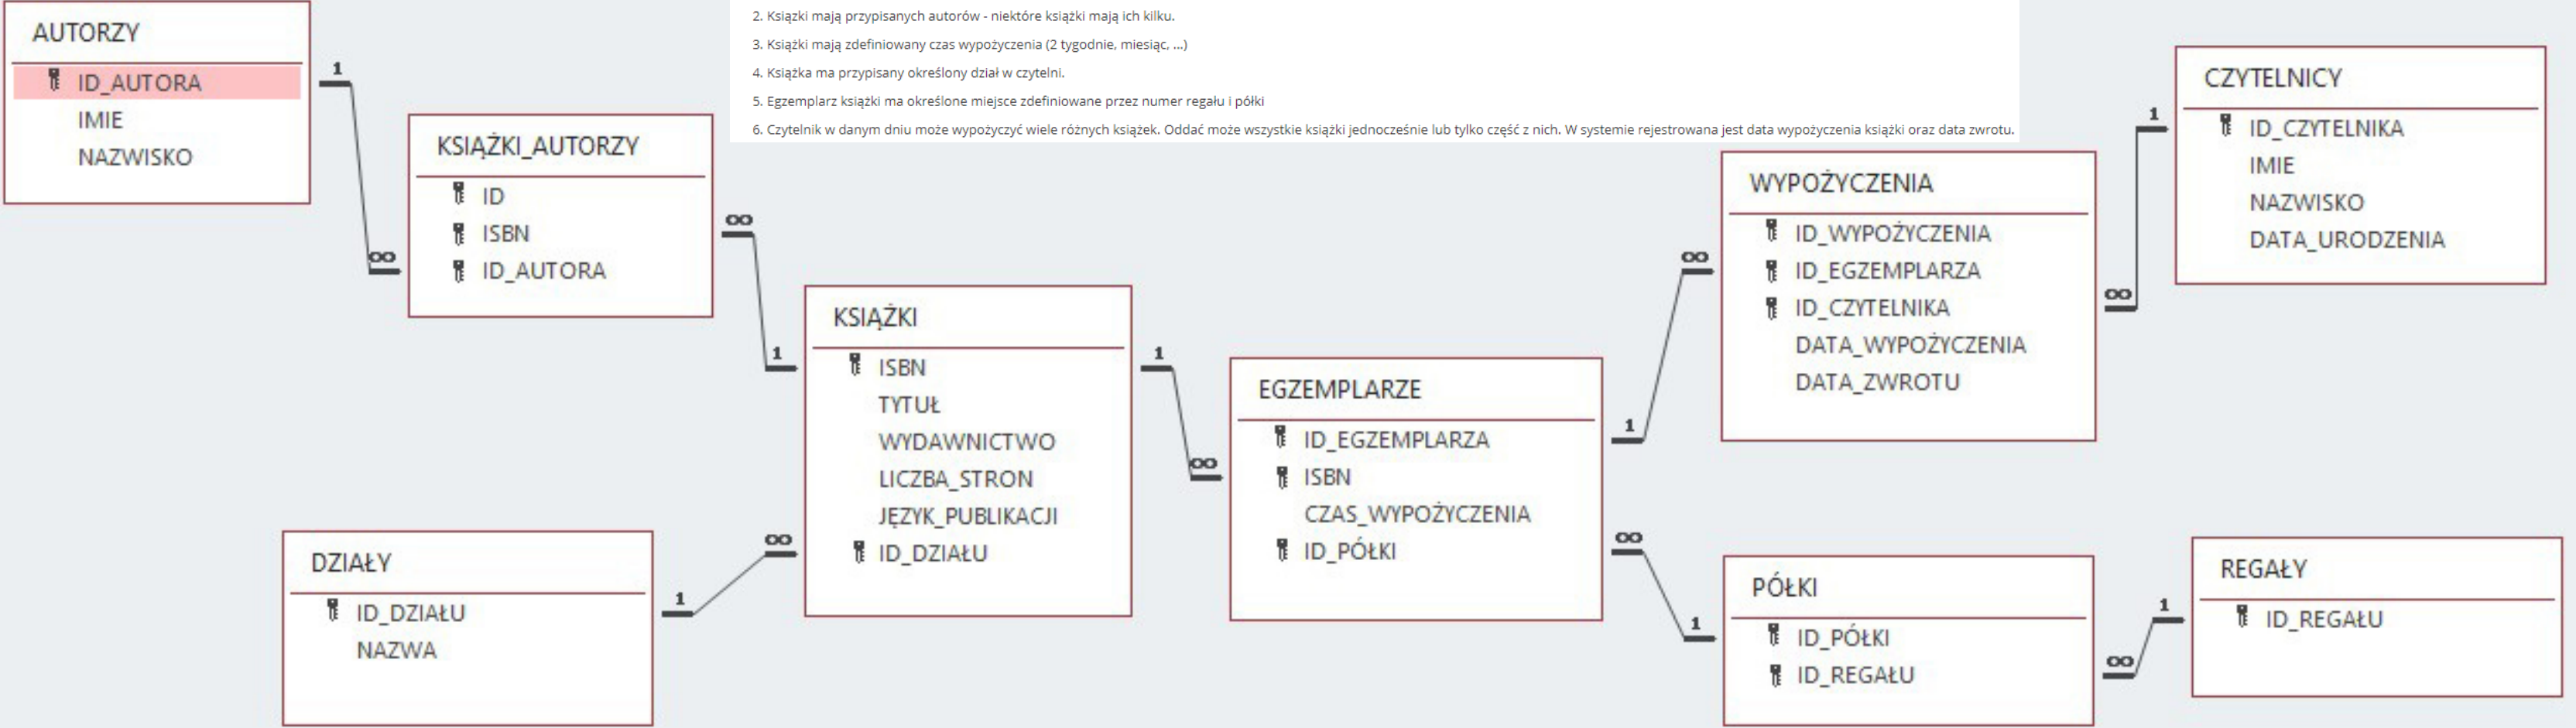 AUTORZY
ID_AUTORA
IMIE
NAZWISKO
2. Ksiązki mają przypisanych autorów - niektóre książki mają ich kilku.
3. Książki mają zdefiniowany czas wypożyczenia (2 tygodnie, miesiąc, ...)
4. Książka ma przypisany określony dział w czytelni.
5. Egzemplarz książki ma określone miejsce zdefiniowane przez numer regału i półki
6. Czytelnik w danym dniu może wypożyczyć wiele różnych książek. Oddać może wszystkie książki jednocześnie lub tylko część z nich. W systemie rejestrowana jest data wypożyczenia książki oraz data zwrotu.
1
∞
KSIĄŻKI_AUTORZY
ID
ISBN
ID_AUTORA
∞
1
KSIĄŻKI
ISBN
TYTUŁ
WYDAWNICTWO
LICZBA_STRON
JĘZYK_PUBLIKACJI
ID_DZIAŁU
DZIAŁY
ID_DZIAŁU
NAZWA
1
∞
1
∞
EGZEMPLARZE
ID_EGZEMPLARZA
ISBN
CZAS_WYPOŻYCZENIA
ID_PÓŁKI
1
∞
WYPOŻYCZENIA
ID_WYPOŻYCZENIA
ID_EGZEMPLARZA
ID_CZYTELNIKA
DATA_WYPOŻYCZENIA
DATA_ZWROTU
∞
1
CZYTELNICY
ID_CZYTELNIKA
IMIE
NAZWISKO
DATA_URODZENIA
∞
1
PÓŁKI
ID_PÓŁKI
ID_REGAŁU
∞
1
REGAŁY
ID_REGAŁU